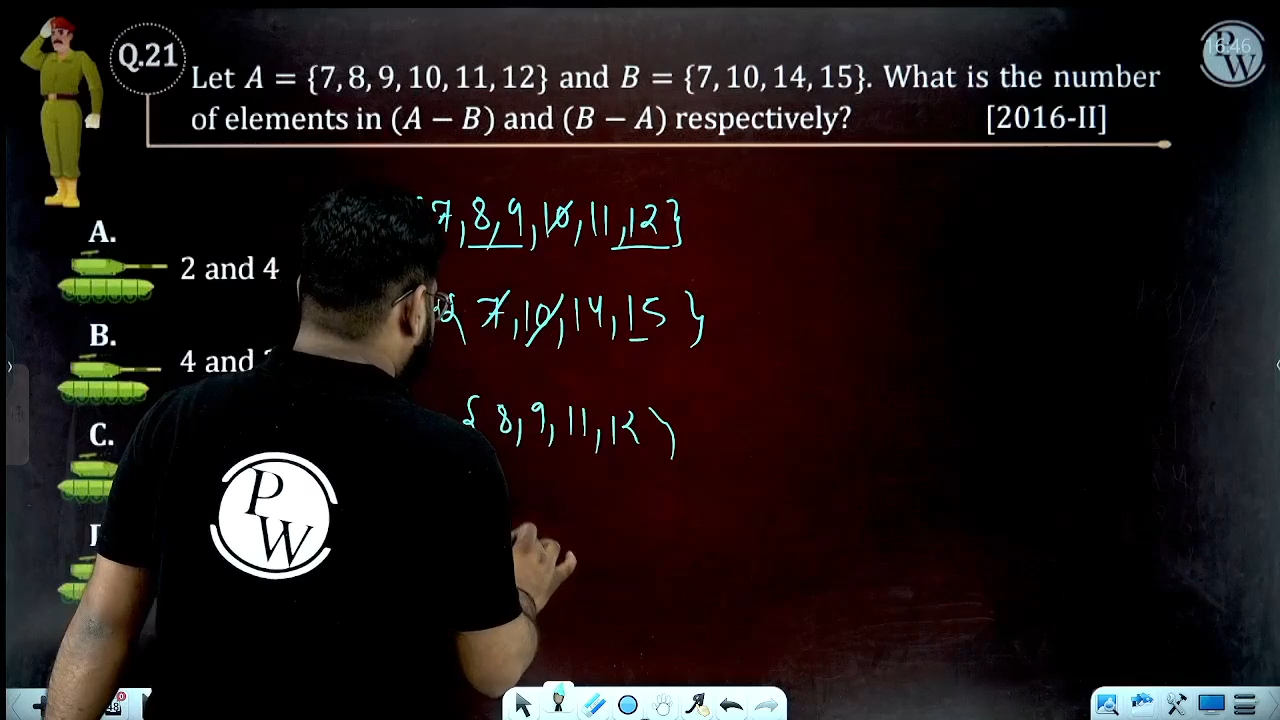 Q.21
Let A = {7, 8, 9, 10, 11, 12} and B = {7, 10, 14, 15}. What is the number
of elements in (A − B) and (B − A) respectively? [2016-II]
16:46
P
W
A.
2 and 4
B.
4 and
C.
7, 8, 9, 10, 11, 12}
{ 7, 10, 14, 15 }
{ 8, 9, 11, 12 }
P
W